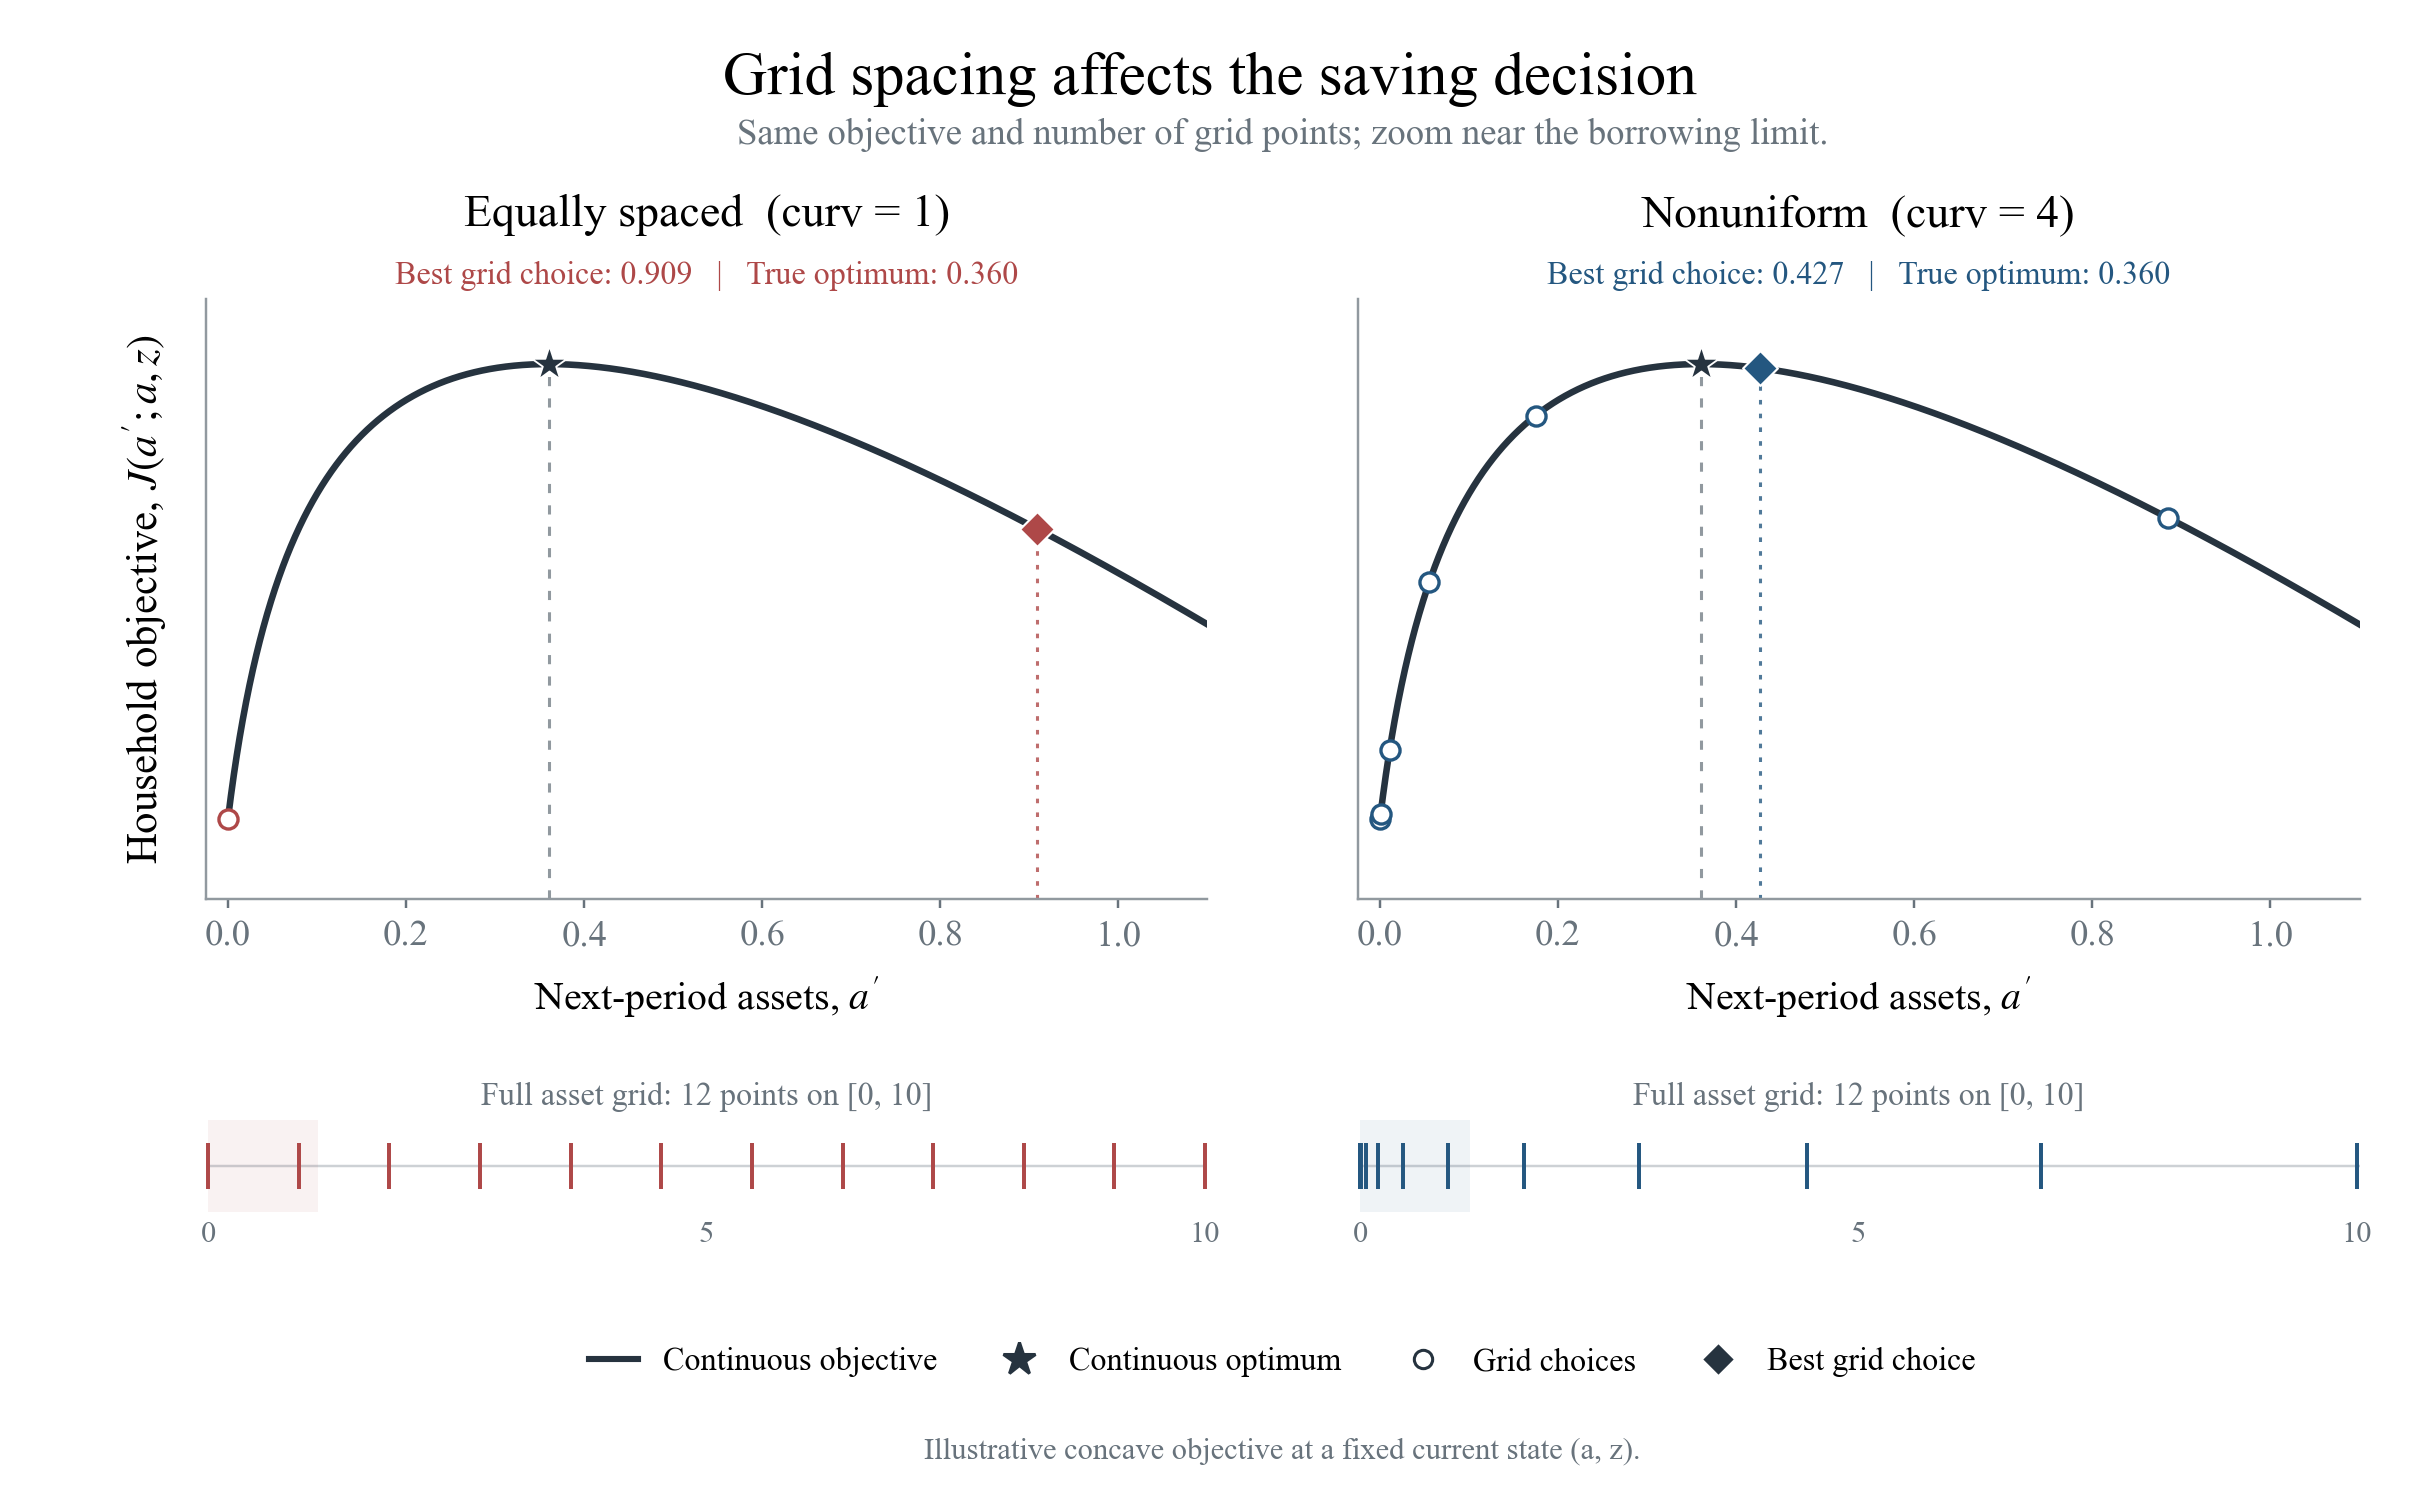 Grid spacing affects the saving decision
Same objective and number of grid points; zoom near the borrowing limit.
Equally spaced (curv = 1)
Best grid choice: 0.909 | True optimum: 0.360
Household objective, J(a′; a, z)
0.0 0.2 0.4 0.6 0.8 1.0
Next-period assets, a′
Full asset grid: 12 points on [0, 10]
0 5 10
Nonuniform (curv = 4)
Best grid choice: 0.427 | True optimum: 0.360
0.0 0.2 0.4 0.6 0.8 1.0
Next-period assets, a′
Full asset grid: 12 points on [0, 10]
0 5 10
Continuous objective Continuous optimum Grid choices Best grid choice
Illustrative concave objective at a fixed current state (a, z).